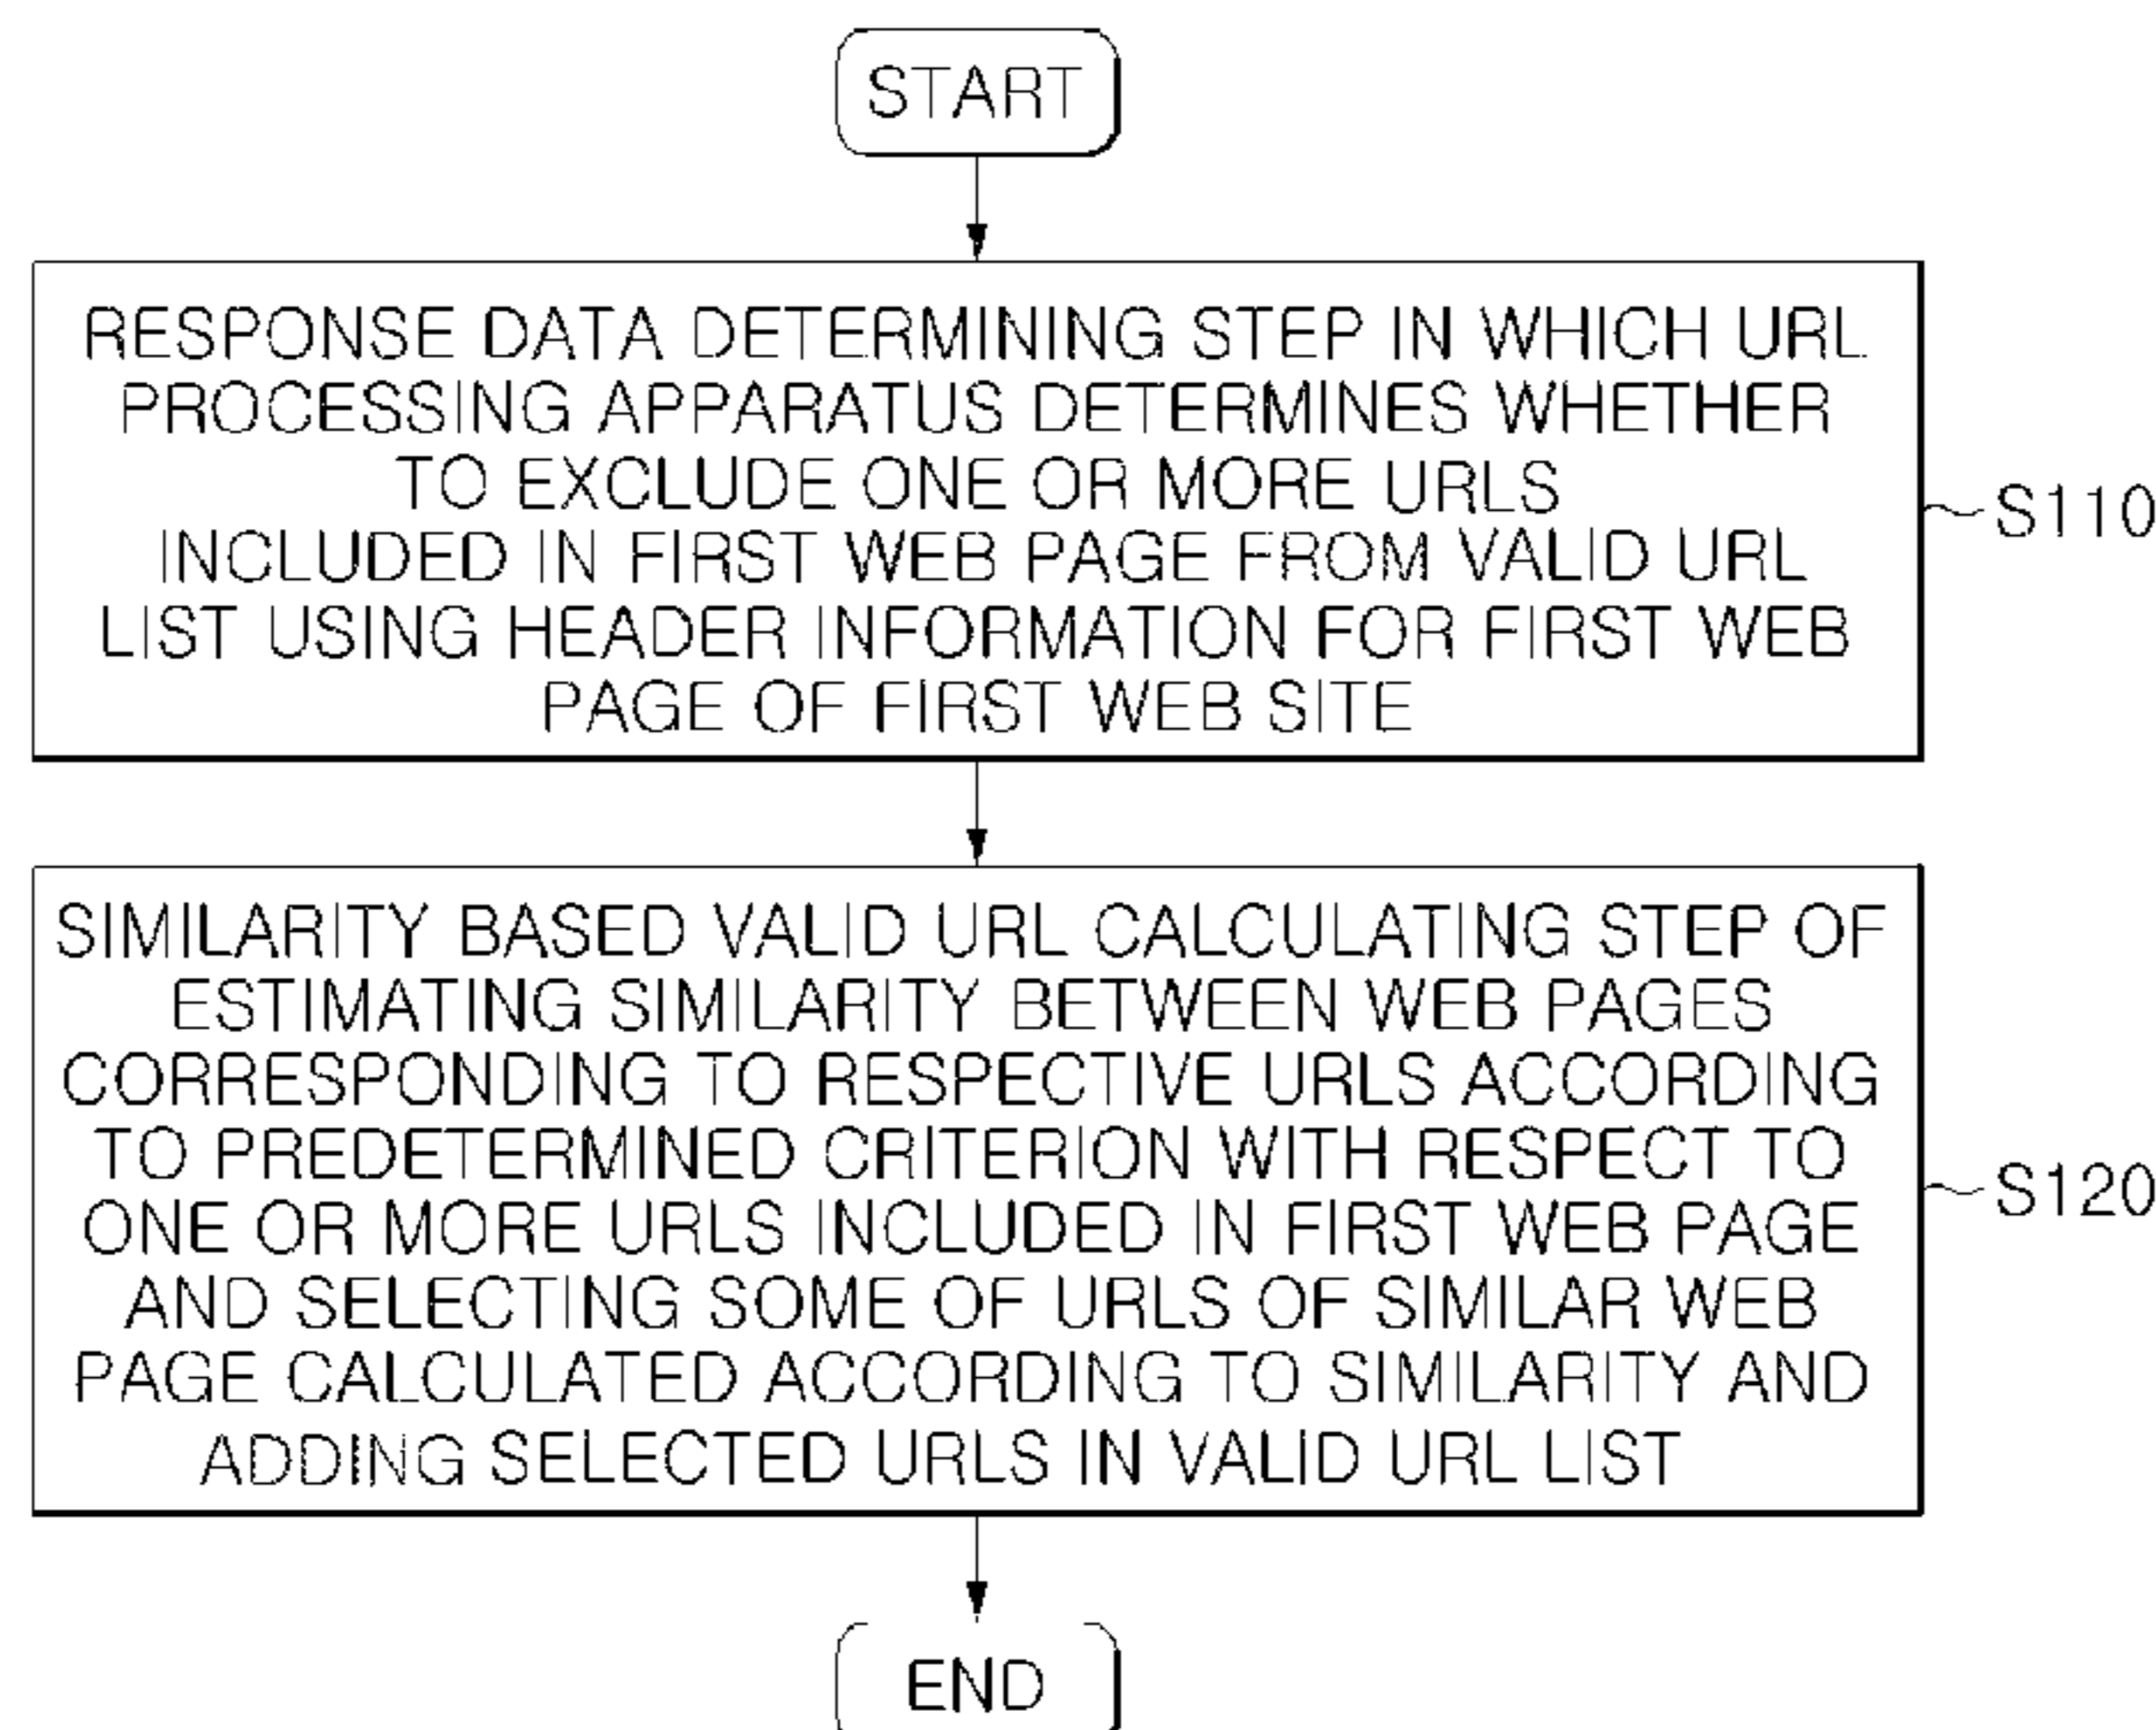 START
RESPONSE DATA DETERMINING STEP IN WHICH URL
PROCESSING APPARATUS DETERMINES WHETHER
TO EXCLUDE ONE OR MORE URLS
INCLUDED IN FIRST WEB PAGE FROM VALID URL
LIST USING HEADER INFORMATION FOR FIRST WEB
PAGE OF FIRST WEB SITE
S110
SIMILARITY BASED VALID URL CALCULATING STEP OF
ESTIMATING SIMILARITY BETWEEN WEB PAGES
CORRESPONDING TO RESPECTIVE URLS ACCORDING
TO PREDETERMINED CRITERION WITH RESPECT TO
ONE OR MORE URLS INCLUDED IN FIRST WEB PAGE
AND SELECTING SOME OF URLS OF SIMILAR WEB
PAGE CALCULATED ACCORDING TO SIMILARITY AND
ADDING SELECTED URLS IN VALID URL LIST
S120
END